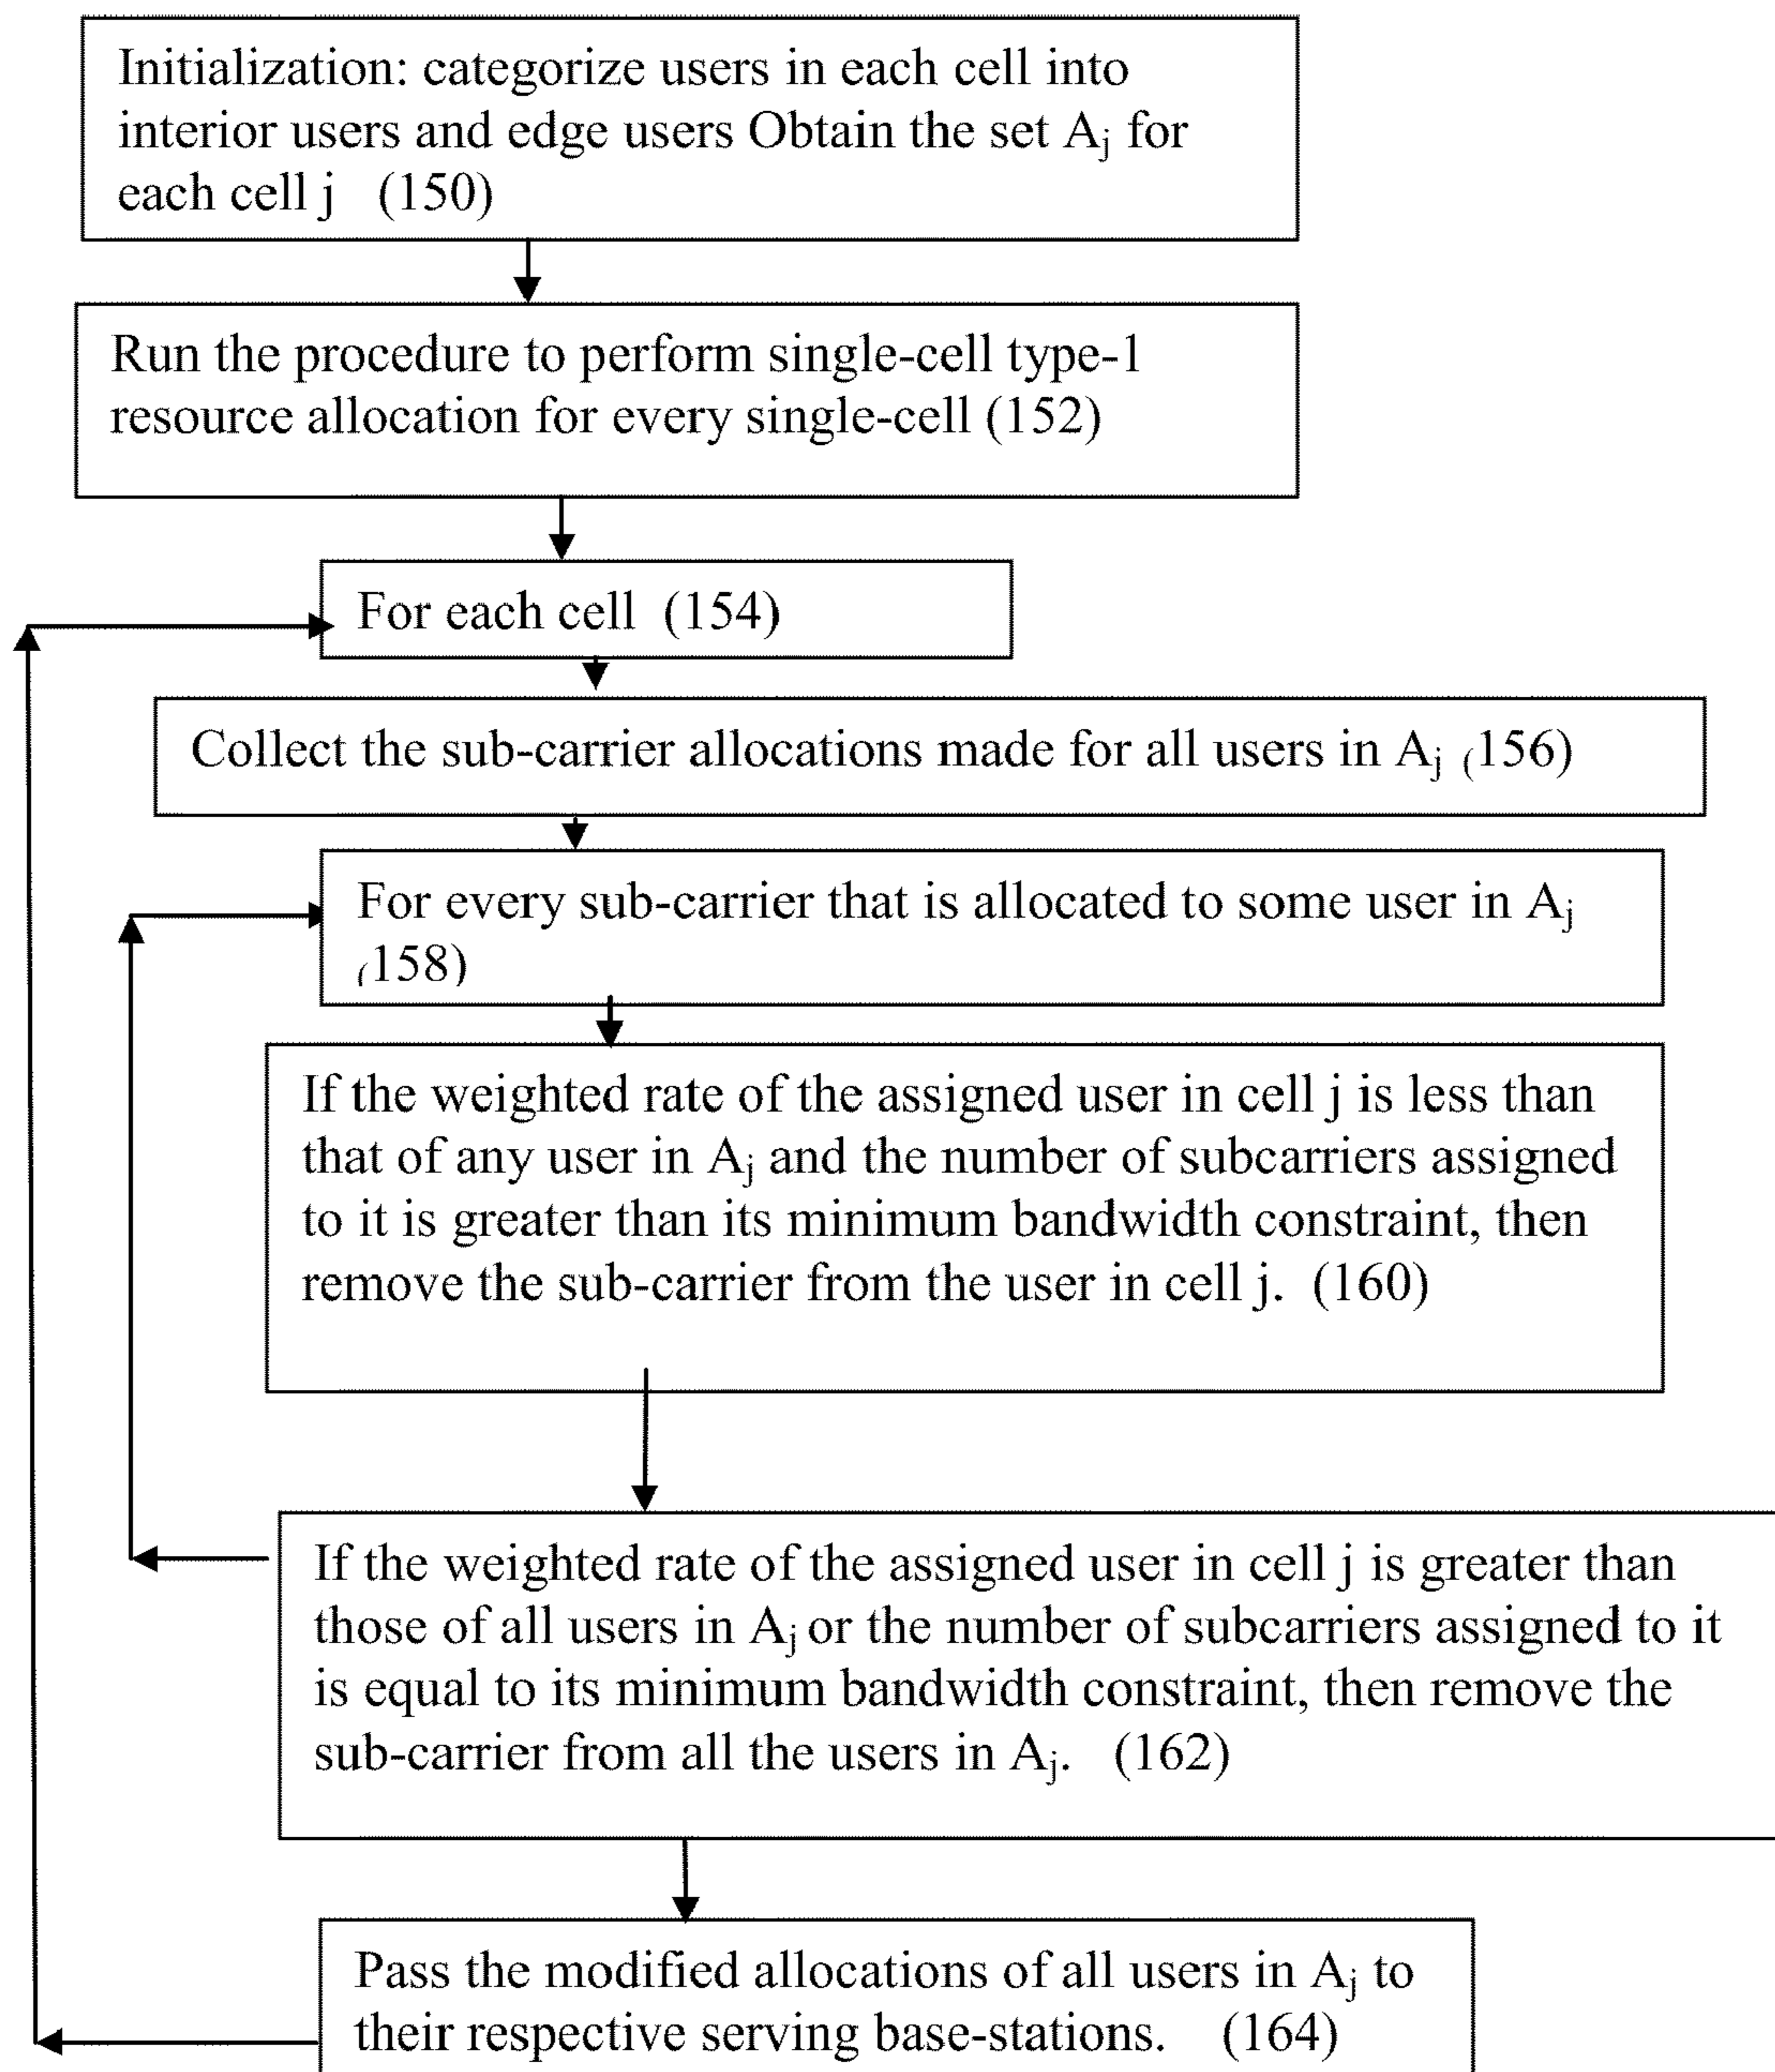 Initialization: categorize users in each cell into
interior users and edge users Obtain the set Aj for
each cell j (150)
Run the procedure to perform single-cell type-1
resource allocation for every single-cell (152)
For each cell (154)
Collect the sub-carrier allocations made for all users in Aj (156)
For every sub-carrier that is allocated to some user in Aj
(158)
If the weighted rate of the assigned user in cell j is less than
that of any user in Aj and the number of subcarriers assigned
to it is greater than its minimum bandwidth constraint, then
remove the sub-carrier from the user in cell j. (160)
If the weighted rate of the assigned user in cell j is greater than
those of all users in Aj or the number of subcarriers assigned to it
is equal to its minimum bandwidth constraint, then remove the
sub-carrier from all the users in Aj. (162)
Pass the modified allocations of all users in Aj to
their respective serving base-stations. (164)